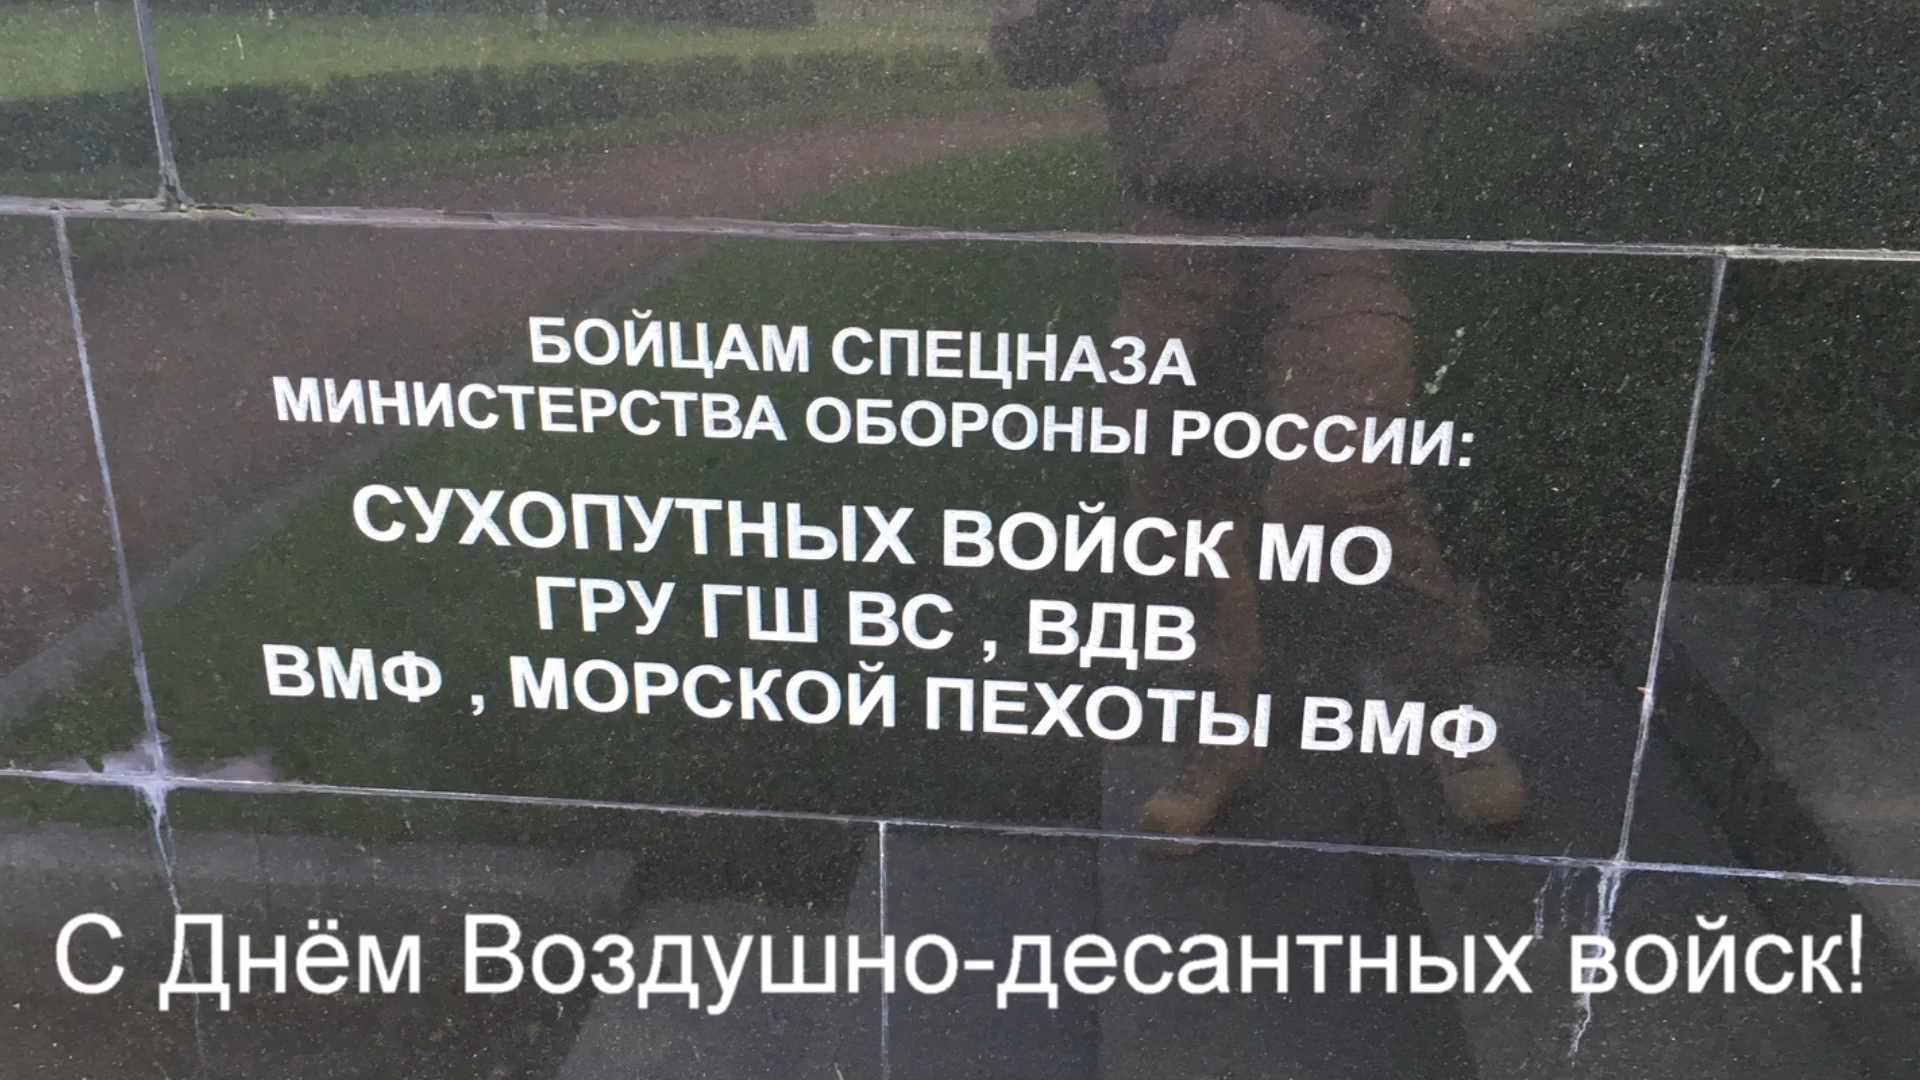 БОЙЦАМ СПЕЦНАЗА
МИНИСТЕРСТВА ОБОРОНЫ РОССИИ:
СУХОПУТНЫХ ВОЙСК МО
ГРУ ГШ ВС , ВДВ
ВМФ , МОРСКОЙ ПЕХОТЫ ВМФ
С Днём Воздушно-десантных войск!